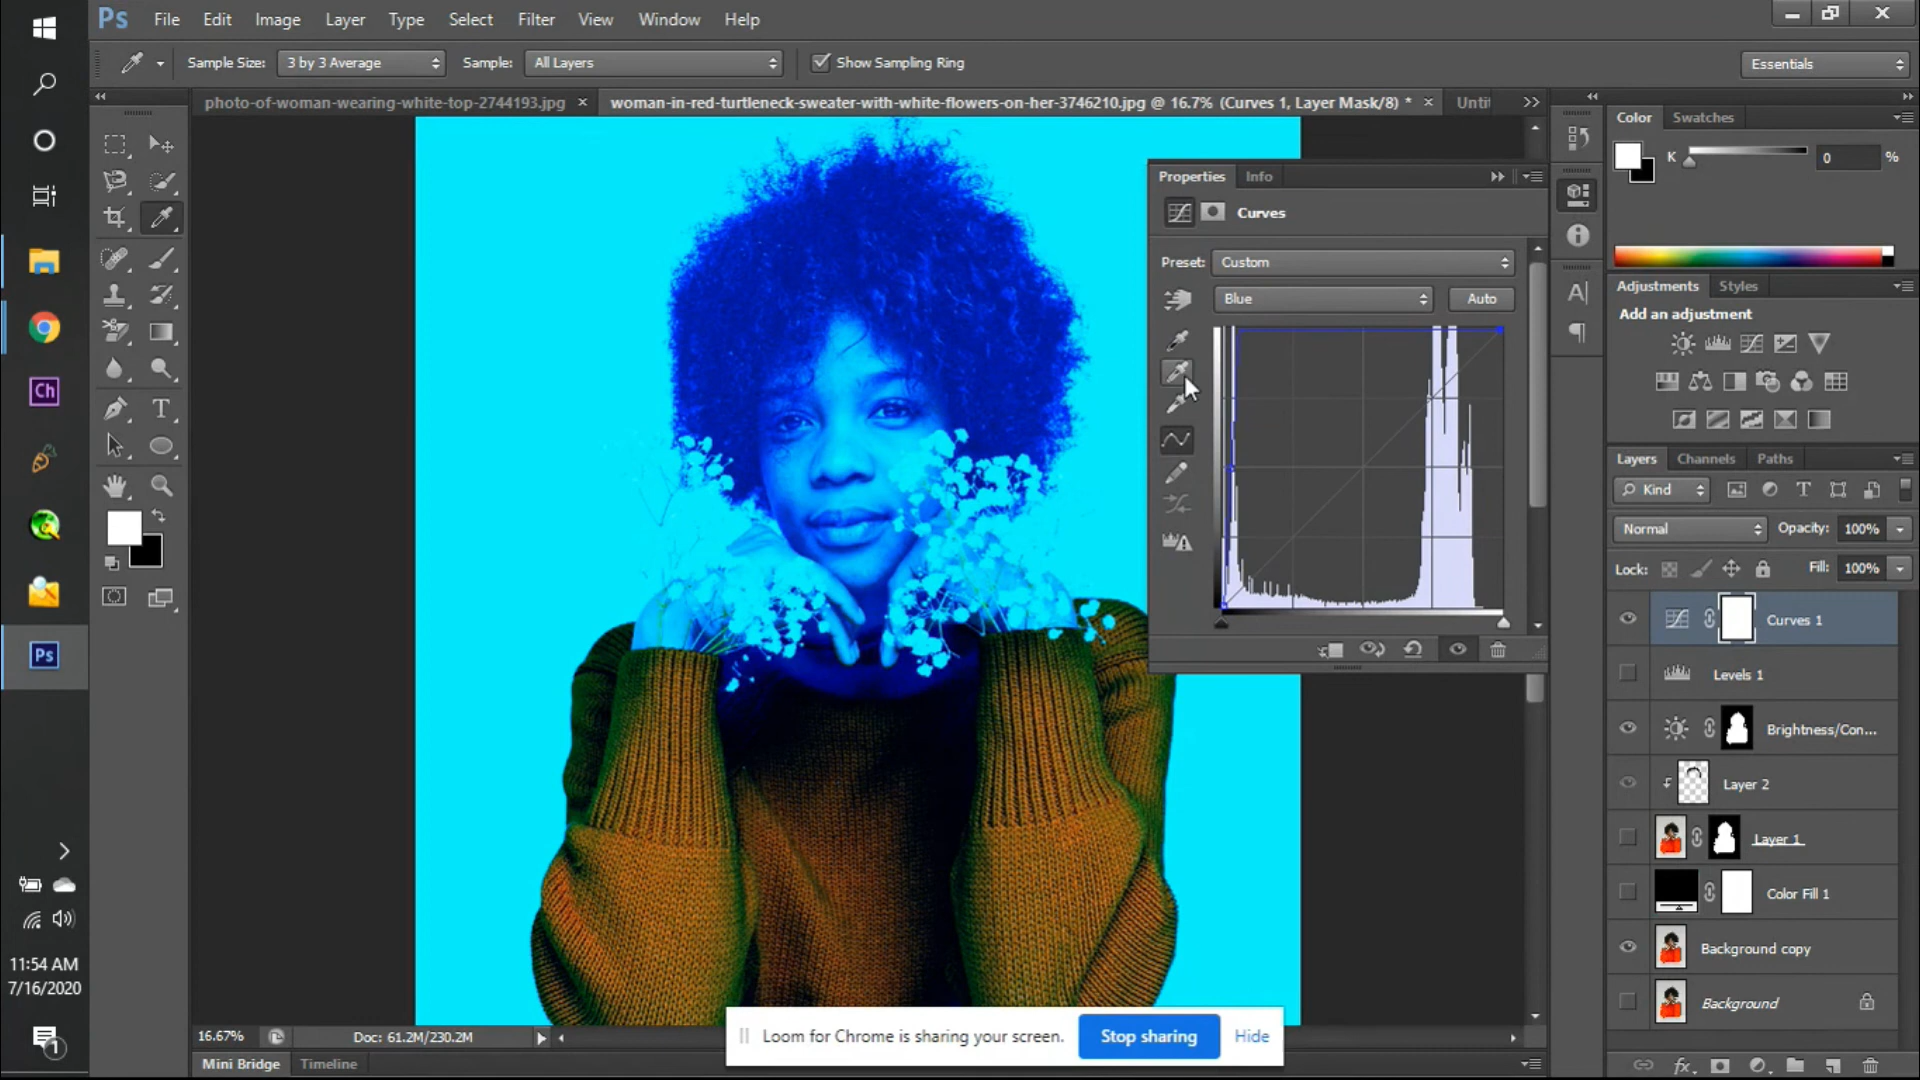 Ps File Edit Image Layer Type Select Filter View Window Help
Sample Size: 3 by 3 Average Sample: All Layers Show Sampling Ring Essentials
photo-of-woman-wearing-white-top-2744193.jpg × woman-in-red-turtleneck-sweater-with-white-flowers-on-her-3746210.jpg @ 16.7% (Curves 1, Layer Mask/8) * × Untit
Color Swatches
K 0 %
Properties Info
Curves
Preset: Custom
Blue Auto
Adjustments Styles
Add an adjustment
Layers Channels Paths
Kind
Normal Opacity: 100%
Lock: Fill: 100%
Curves 1
Levels 1
Brightness/Con...
Layer 2
Layer 1
Color Fill 1
Background copy
Background
Ch
Ps
11:54 AM
7/16/2020
1
16.67% Doc: 61.2M/230.2M
Loom for Chrome is sharing your screen. Stop sharing Hide
Mini Bridge Timeline